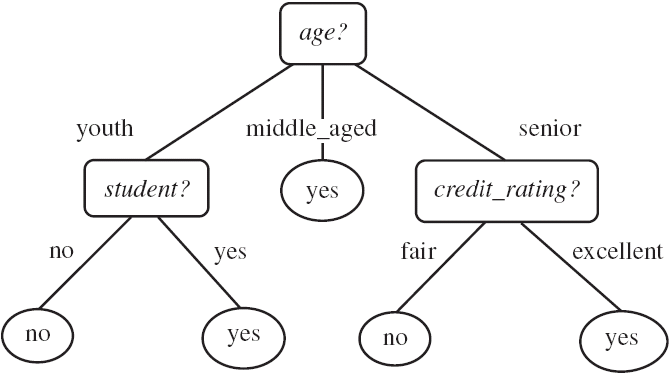 age?
youth
middle_aged
senior
student?
yes
credit_rating?
no
yes
fair
excellent
no
yes
no
yes